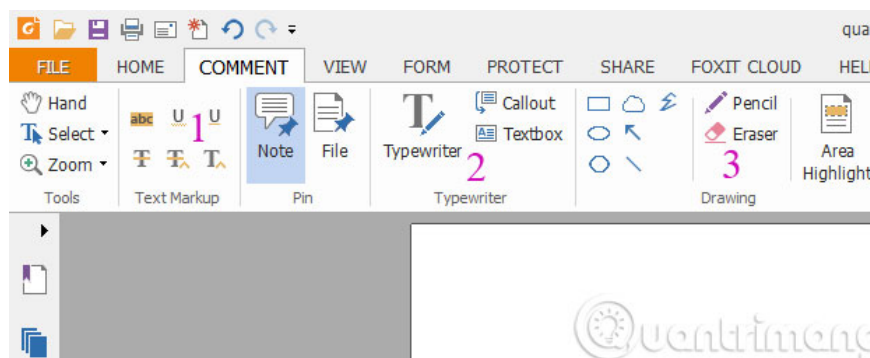 qua
FILE HOME COMMENT VIEW FORM PROTECT SHARE FOXIT CLOUD HEL
Hand
Select
Zoom
Tools
abc U 1 U
T T T
Text Markup
Note
File
Pin
Typewriter
Callout
Textbox
2
Typewriter
Pencil
Eraser
3
Drawing
Area
Highlight
Quantrimang